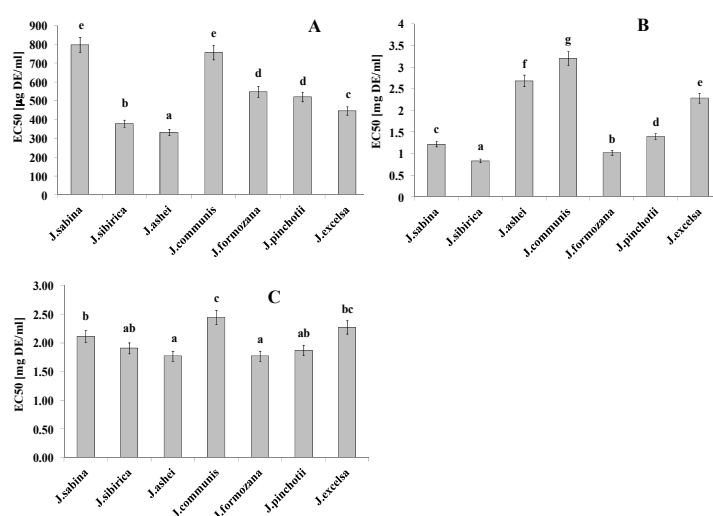 A
EC50 [µg DE/ml]
900
800
700
600
500
400
300
200
100
0
e
b
a
e
d
d
c
J.sabina
J.sibirica
J.ashei
J.communis
J.formozana
J.pinchotii
J.excelsa
B
EC50 [mg DE/ml]
4
3.5
3
2.5
2
1.5
1
0.5
0
c
a
f
g
b
d
e
J.sabina
J.sibirica
J.ashei
J.communis
J.formozana
J.pinchotii
J.excelsa
C
EC50 [mg DE/ml]
3.00
2.50
2.00
1.50
1.00
0.50
0.00
b
ab
a
c
a
ab
bc
J.sabina
J.sibirica
J.ashei
J.communis
J.formozana
J.pinchotii
J.excelsa